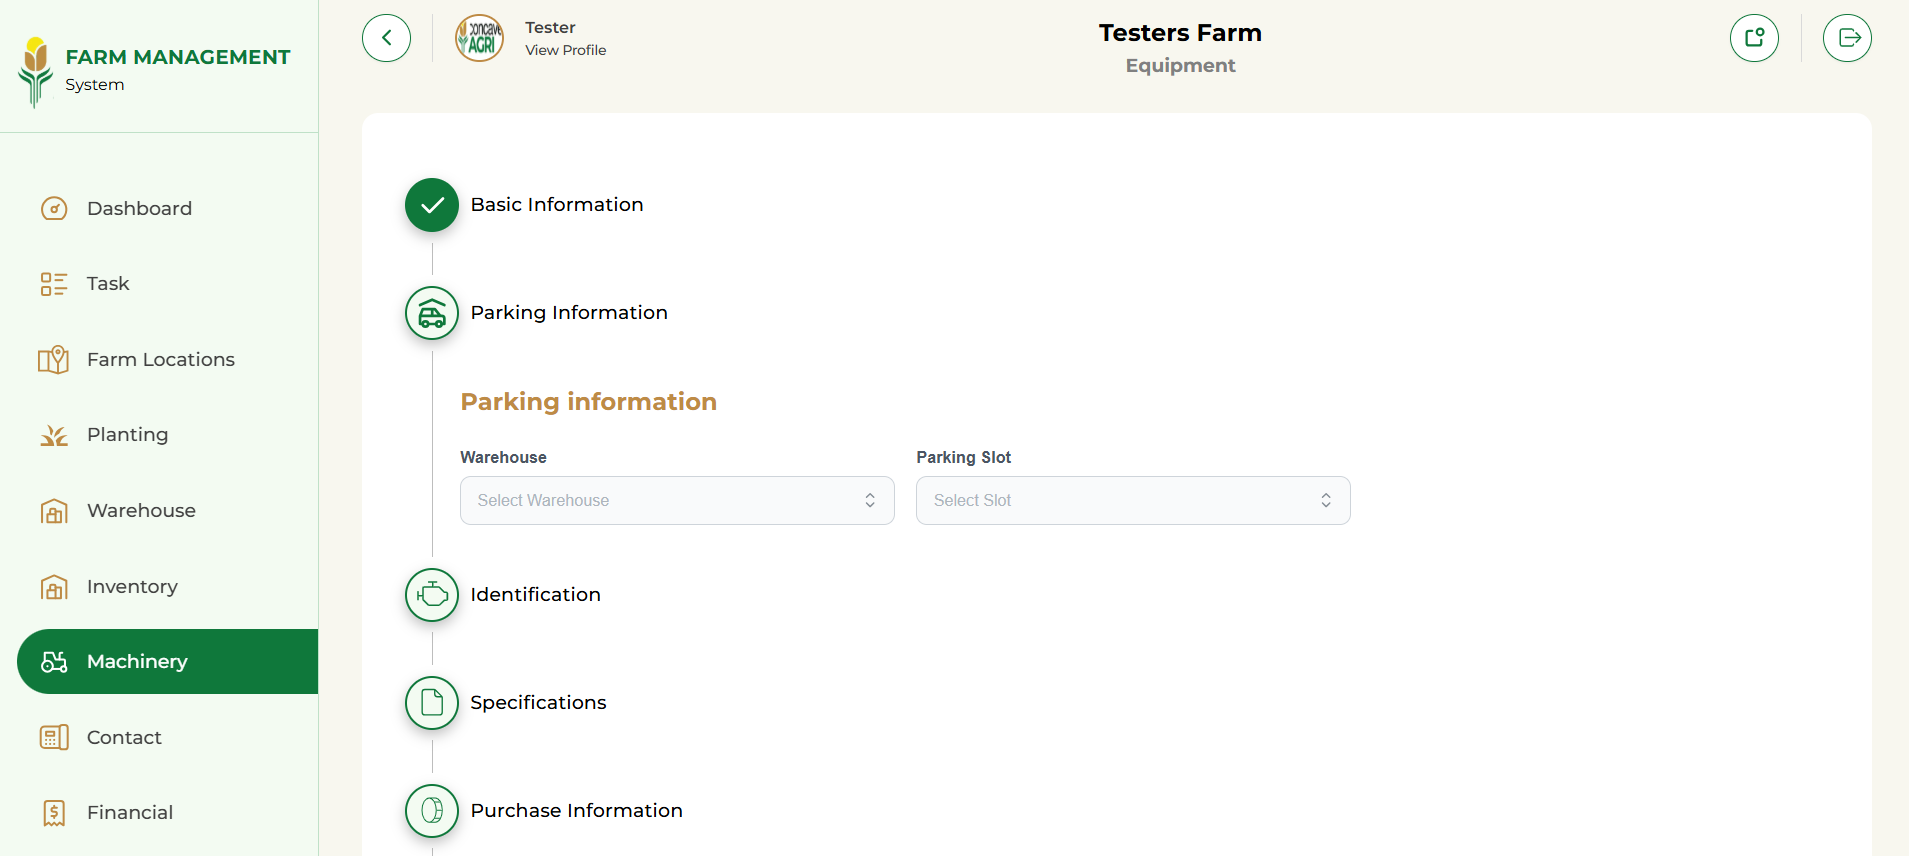 FARM MANAGEMENT
System
Dashboard
Task
Farm Locations
Planting
Warehouse
Inventory
Machinery
Contact
Financial
concave
AGRI
Tester
View Profile
Testers Farm
Equipment
Basic Information
Parking Information
Parking information
Warehouse
Parking Slot
Select Warehouse
Select Slot
Identification
Specifications
Purchase Information